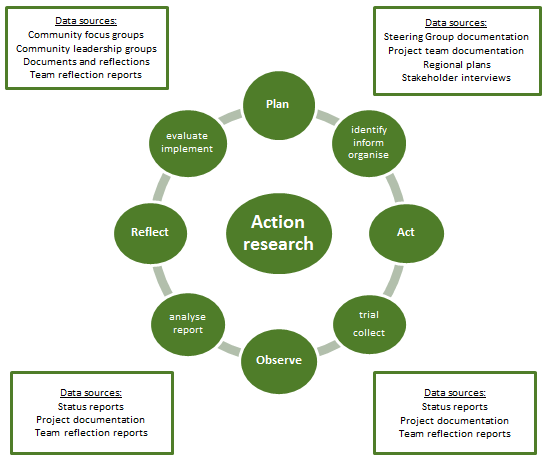 Data sources:
Community focus groups
Community leadership groups
Documents and reflections
Team reflection reports
Data sources:
Steering Group documentation
Project team documentation
Regional plans
Stakeholder interviews
Plan
identify
inform
organise
Act
trial
collect
Observe
analyse
report
Reflect
evaluate
implement
Action
research
Data sources:
Status reports
Project documentation
Team reflection reports
Data sources:
Status reports
Project documentation
Team reflection reports